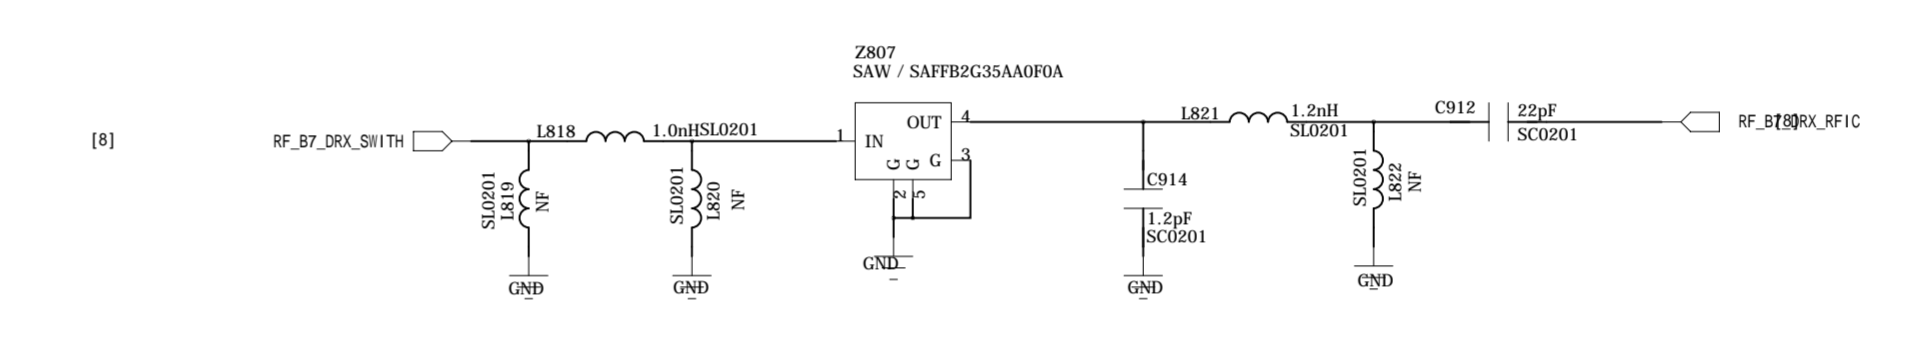 Z807
SAW / SAFFB2G35AA0F0A
[8]
RF_B7_DRX_SWITH
L818
1.0nHSL0201
1
IN
OUT
4
G
G
G
3
2
5
GND
SL0201
L819
NF
GND
SL0201
L820
NF
GND
L821
1.2nH
SL0201
C914
1.2pF
SC0201
GND
SL0201
L822
NF
GND
C912
22pF
SC0201
RF_B7_DRX_RFIC
[8]